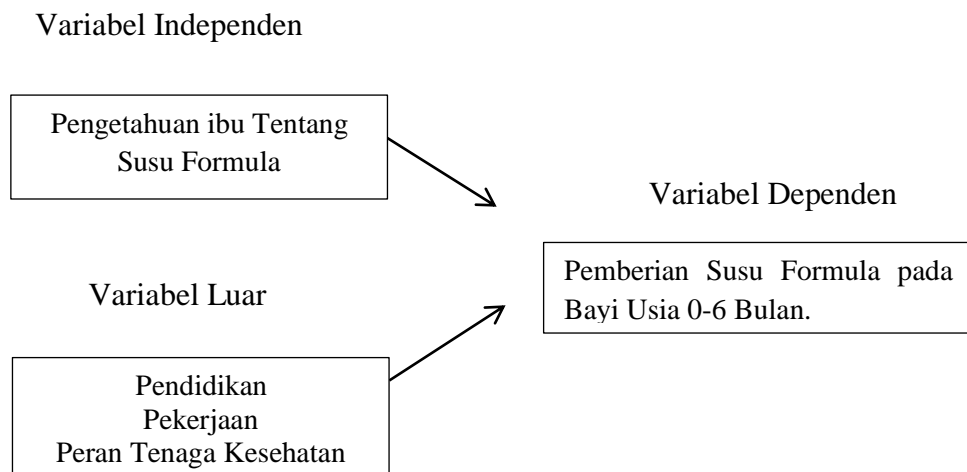 Variabel Independen
Pengetahuan ibu Tentang
Susu Formula
Variabel Dependen
Pemberian Susu Formula pada
Bayi Usia 0-6 Bulan.
Variabel Luar
Pendidikan
Pekerjaan
Peran Tenaga Kesehatan